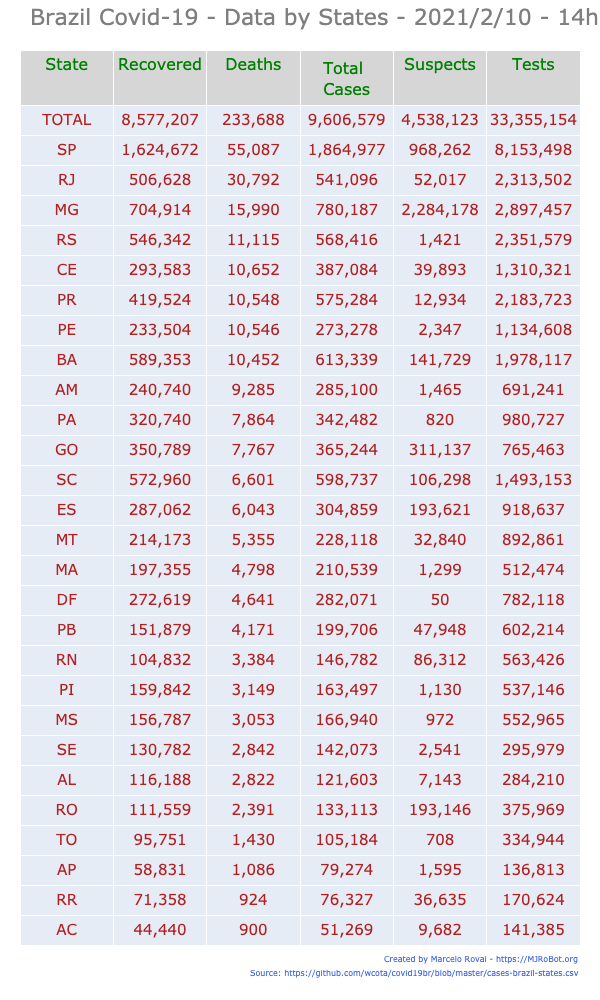 Brazil Covid-19 - Data by States - 2021/2/10 - 14h
State Recovered Deaths Total Cases Suspects Tests
TOTAL 8,577,207 233,688 9,606,579 4,538,123 33,355,154
SP 1,624,672 55,087 1,864,977 968,262 8,153,498
RJ 506,628 30,792 541,096 52,017 2,313,502
MG 704,914 15,990 780,187 2,284,178 2,897,457
RS 546,342 11,115 568,416 1,421 2,351,579
CE 293,583 10,652 387,084 39,893 1,310,321
PR 419,524 10,548 575,284 12,934 2,183,723
PE 233,504 10,546 273,278 2,347 1,134,608
BA 589,353 10,452 613,339 141,729 1,978,117
AM 240,740 9,285 285,100 1,465 691,241
PA 320,740 7,864 342,482 820 980,727
GO 350,789 7,767 365,244 311,137 765,463
SC 572,960 6,601 598,737 106,298 1,493,153
ES 287,062 6,043 304,859 193,621 918,637
MT 214,173 5,355 228,118 32,840 892,861
MA 197,355 4,798 210,539 1,299 512,474
DF 272,619 4,641 282,071 50 782,118
PB 151,879 4,171 199,706 47,948 602,214
RN 104,832 3,384 146,782 86,312 563,426
PI 159,842 3,149 163,497 1,130 537,146
MS 156,787 3,053 166,940 972 552,965
SE 130,782 2,842 142,073 2,541 295,979
AL 116,188 2,822 121,603 7,143 284,210
RO 111,559 2,391 133,113 193,146 375,969
TO 95,751 1,430 105,184 708 334,944
AP 58,831 1,086 79,274 1,595 136,813
RR 71,358 924 76,327 36,635 170,624
AC 44,440 900 51,269 9,682 141,385
Created by Marcelo Rovai - https://MJRoBot.org
Source: https://github.com/wcota/covid19br/blob/master/cases-brazil-states.csv